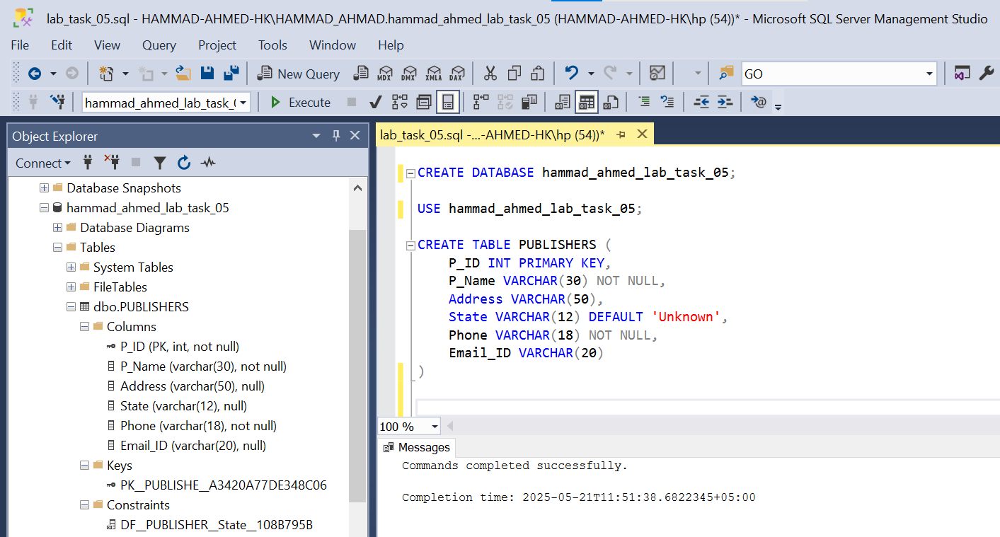 lab_task_05.sql - HAMMAD-AHMED-HK\HAMMAD_AHMAD.hammad_ahmed_lab_task_05 (HAMMAD-AHMED-HK\hp (54))* - Microsoft SQL Server Management Studio
File Edit View Query Project Tools Window Help
New Query MDX DMX XMLA DAX GO
hammad_ahmed_lab_task_( Execute
Object Explorer
Connect
Database Snapshots
hammad_ahmed_lab_task_05
Database Diagrams
Tables
System Tables
FileTables
dbo.PUBLISHERS
Columns
P_ID (PK, int, not null)
P_Name (varchar(30), not null)
Address (varchar(50), null)
State (varchar(12), null)
Phone (varchar(18), not null)
Email_ID (varchar(20), null)
Keys
PK__PUBLISHE__A3420A77DE348C06
Constraints
DF__PUBLISHER__State__108B795B
lab_task_05.sql -...-AHMED-HK\hp (54))*
CREATE DATABASE hammad_ahmed_lab_task_05;
USE hammad_ahmed_lab_task_05;
CREATE TABLE PUBLISHERS (
P_ID INT PRIMARY KEY,
P_Name VARCHAR(30) NOT NULL,
Address VARCHAR(50),
State VARCHAR(12) DEFAULT 'Unknown',
Phone VARCHAR(18) NOT NULL,
Email_ID VARCHAR(20)
)
100 %
Messages
Commands completed successfully.
Completion time: 2025-05-21T11:51:38.6822345+05:00